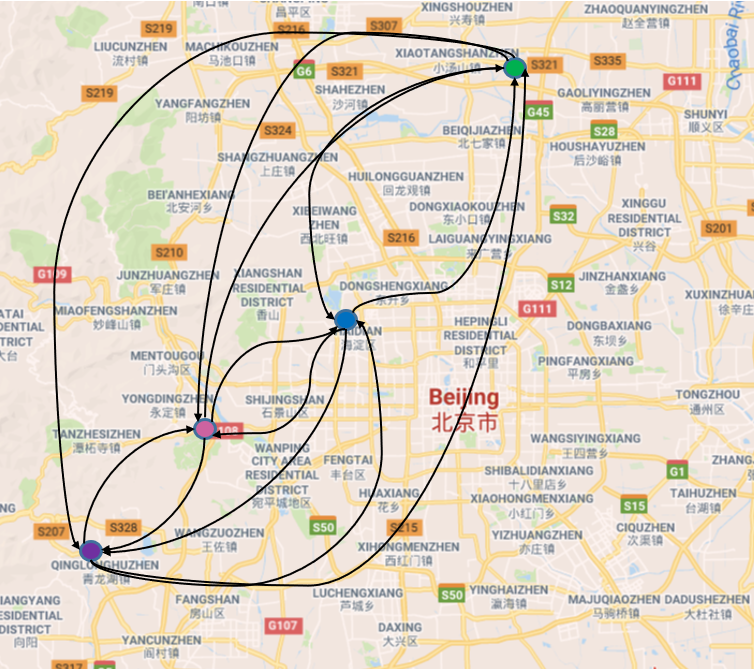 XINGSHOUZHEN
兴寿镇
ZHAOQUANYINGZHEN
赵全营镇
昌平区
S219
S216
S307
LIUCUNZHEN
流村镇
MACHIKOUZHEN
马池口镇
XIAOTANGSHANZHEN
小汤山镇
S321
S335
G6
S321
G111
S219
SHAHEZHEN
沙河镇
GAOLIYINGZHEN
高丽营镇
YANGFANGZHEN
阳坊镇
G45
SHUNYI
顺义区
Chaobai Ri
S324
BEIQIJIAZHEN
北七家镇
S28
HOUSHAYUZHEN
后沙峪镇
SHANGZHUANGZHEN
上庄镇
HUILONGGUANZHEN
回龙观镇
BEI'ANHEXIANG
北安河乡
XIBEIWANG
ZHEN
西北旺镇
DONGXIAOKOUZHEN
东小口镇
S32
XINGGU
RESIDENTIAL
DISTRICT
兴谷
S201
S216
LAIGUANGYINGXIANG
来广营乡
S210
G109
JUNZHUANGZHEN
军庄镇
XIANGSHAN
RESIDENTIAL
DISTRICT
香山
DONGSHENGXIANG
东升乡
S12
JINZHANXIANG
金盏乡
XUXINZHUA
徐辛庄
MIAOFENGSHANZHEN
妙峰山镇
G111
HAIDIAN
海淀区
HEPINGLI
RESIDENTIAL
DISTRICT
和平里
DONGBAXIANG
东坝乡
MENTOUGOU
门头沟区
PINGFANGXIANG
平房乡
YONGDINGZHEN
永定镇
SHIJINGSHAN
石景山区
Beijing
北京市
TONGZHOU
通州区
108
TANZHESIZHEN
潭柘寺镇
WANPING
CITY AREA
RESIDENTIAL
DISTRICT
宛平城地区
FENGTAI
丰台区
WANGSIYINGXIANG
王四营乡
G1
SHIBALIDIANXIANG
十八里店乡
HUAXIANG
花乡
XIAOHONGMENXIANG
小红门乡
TAIHUZHEN
台湖镇
S15
S207
S328
WANGZUOZHEN
王佐镇
S50
S215
CIQUZHEN
次渠镇
XIHONGMENZHEN
西红门镇
YIZHUANGZHEN
亦庄镇
QINGLONGHUZHEN
青龙湖镇
LUCHENGXIANG
芦城乡
S50
YINGHAIZHEN
瀛海镇
MAJUQIAOZHEN
马驹桥镇
DADUSHEZHEN
大杜社镇
FANGSHAN
房山区
G107
DAXING
大兴区
YANCUNZHEN
阎村镇
S317